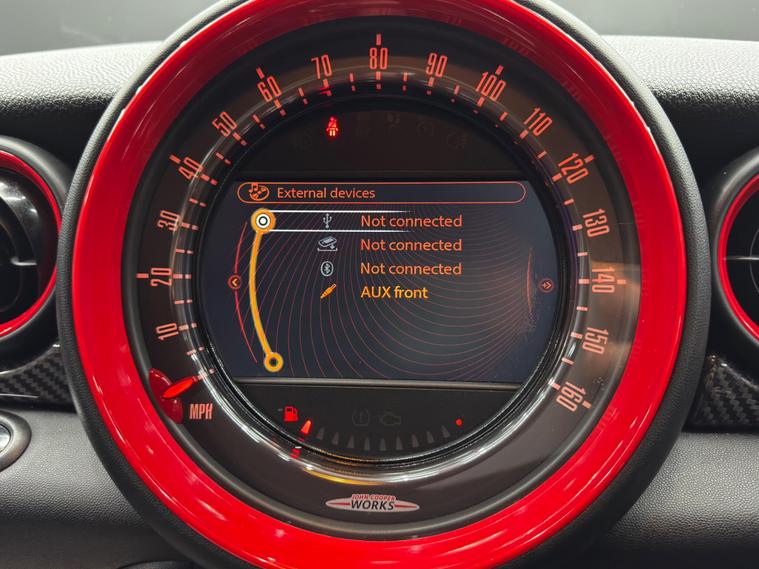 80
70
90
60
100
50
110
40
120
30
130
20
140
10
150
160
MPH
External devices
Not connected
Not connected
Not connected
AUX front
JOHN COOPER
WORKS